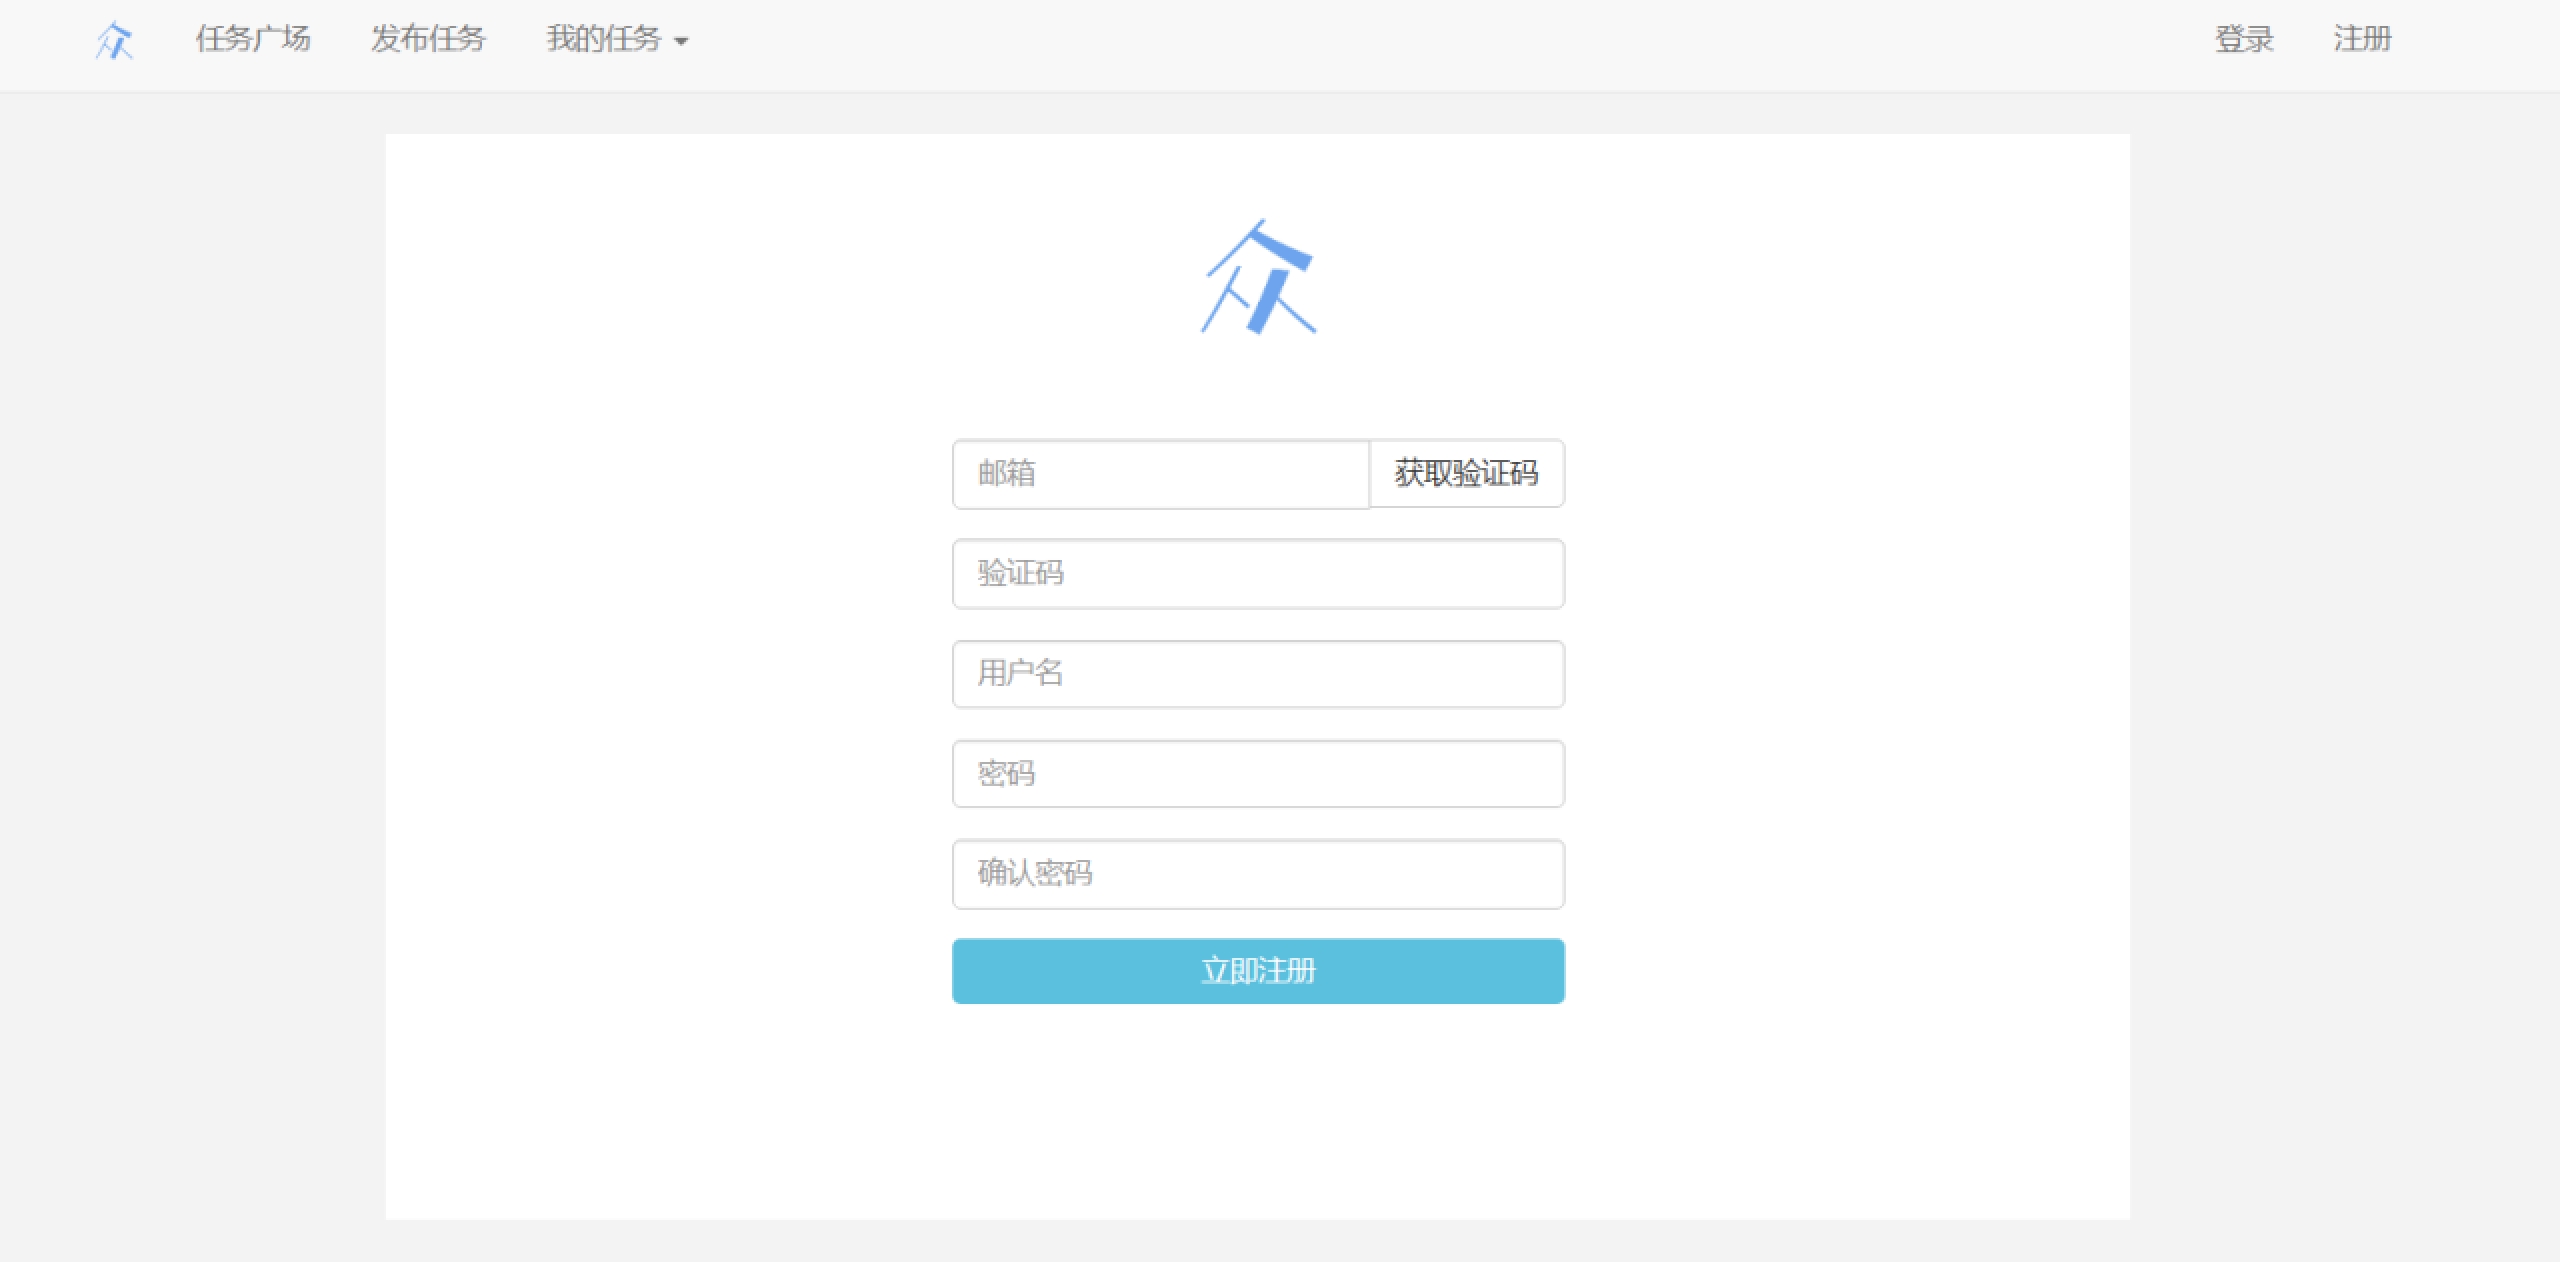 众 任务广场 发布任务 我的任务 登录 注册
众
邮箱 获取验证码
验证码
用户名
密码
确认密码
立即注册